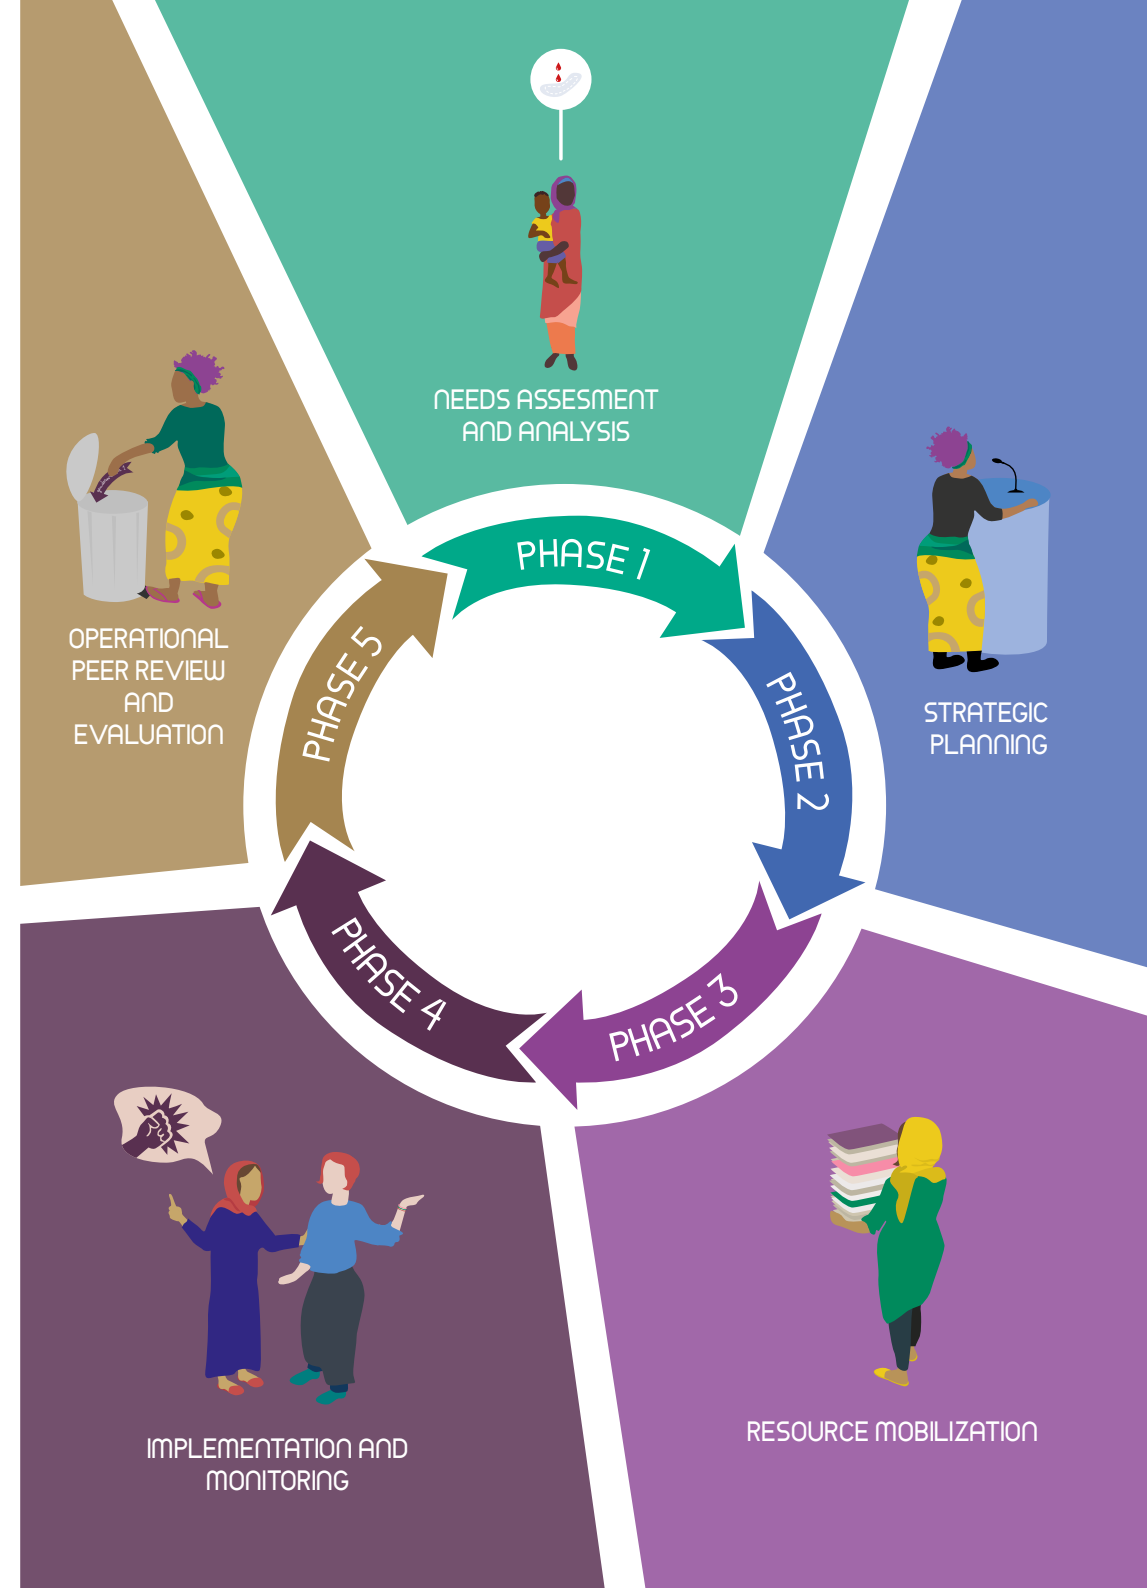 NEEDS ASSESMENT
AND ANALYSIS
PHASE 1
PHASE 2
STRATEGIC
PLANNING
PHASE 3
RESOURCE MOBILIZATION
PHASE 4
IMPLEMENTATION AND
MONITORING
PHASE 5
OPERATIONAL
PEER REVIEW
AND
EVALUATION